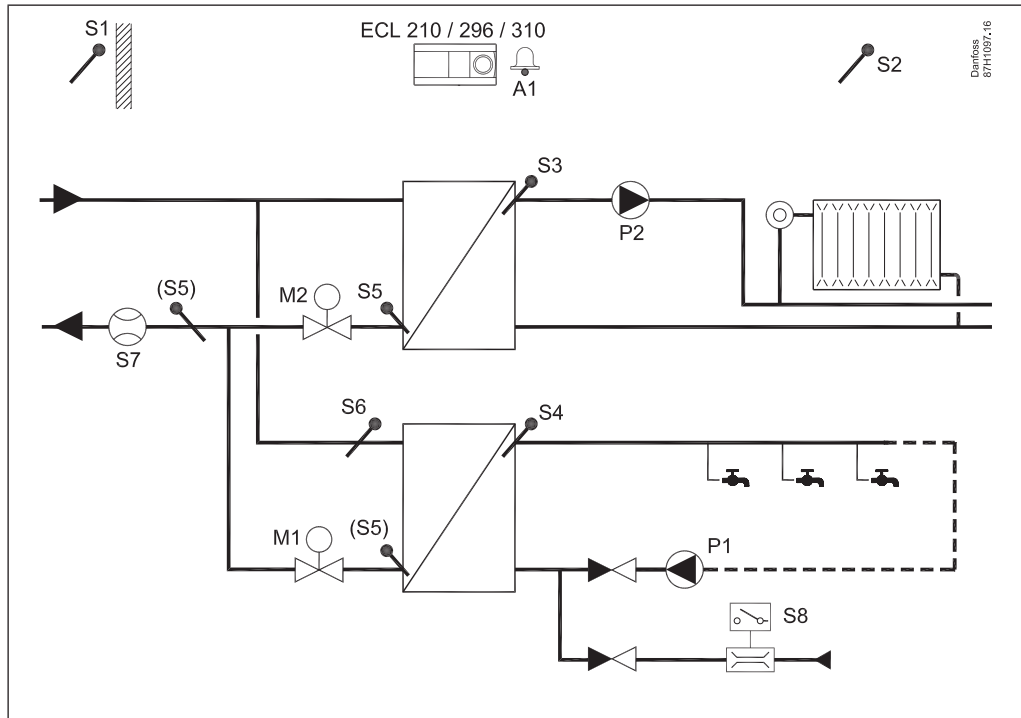 S1
ECL 210 / 296 / 310
A1
S2
Danfoss
87H1097.16
S3
P2
(S5)
M2
S5
S7
S6
S4
M1
(S5)
P1
S8